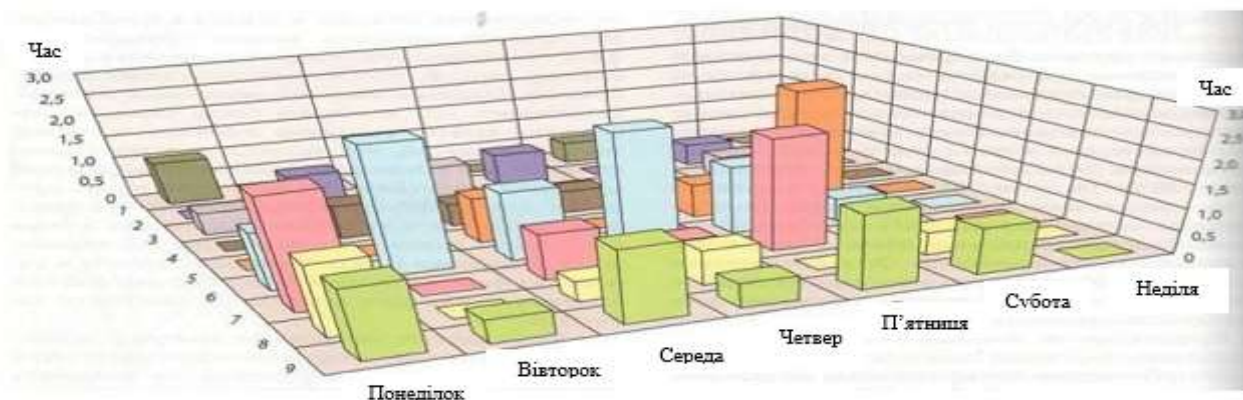 Час
3,0
2,5
2,0
1,5
1,0
0,5
0
1
2
3
4
5
6
7
8
9
Час
3,0
2,5
2,0
1,5
1,0
0,5
0
Понеділок
Вівторок
Середа
Четвер
П’ятниця
Субота
Неділя